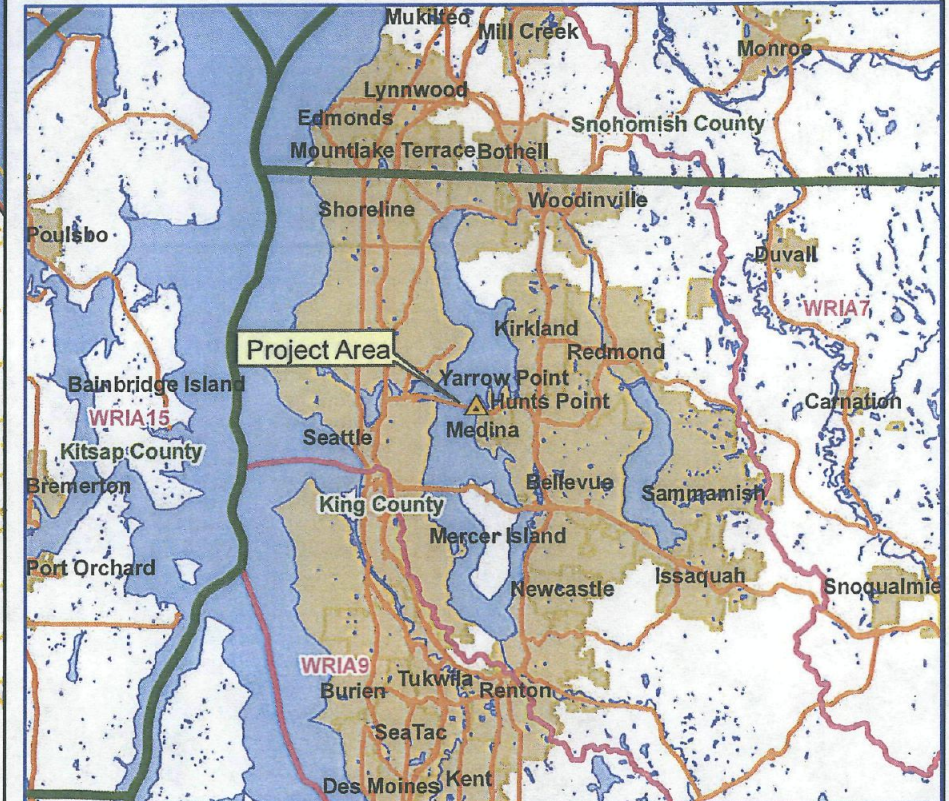 Mukilteo
Mill Creek
Monroe
Lynnwood
Edmonds
Snohomish County
Mountlake Terrace
Bothell
Woodinville
Shoreline
Poulsbo
Duvall
WRIA7
Kirkland
Project Area
Redmond
Yarrow Point
Bainbridge Island
Hunts Point
Carnation
WRIA15
Medina
Seattle
Kitsap County
Bellevue
Bremerton
Sammamish
King County
Mercer Island
Port Orchard
Issaquah
Newcastle
Snoqualmie
WRIA9
Tukwila
Burien
Renton
SeaTac
Des Moines
Kent